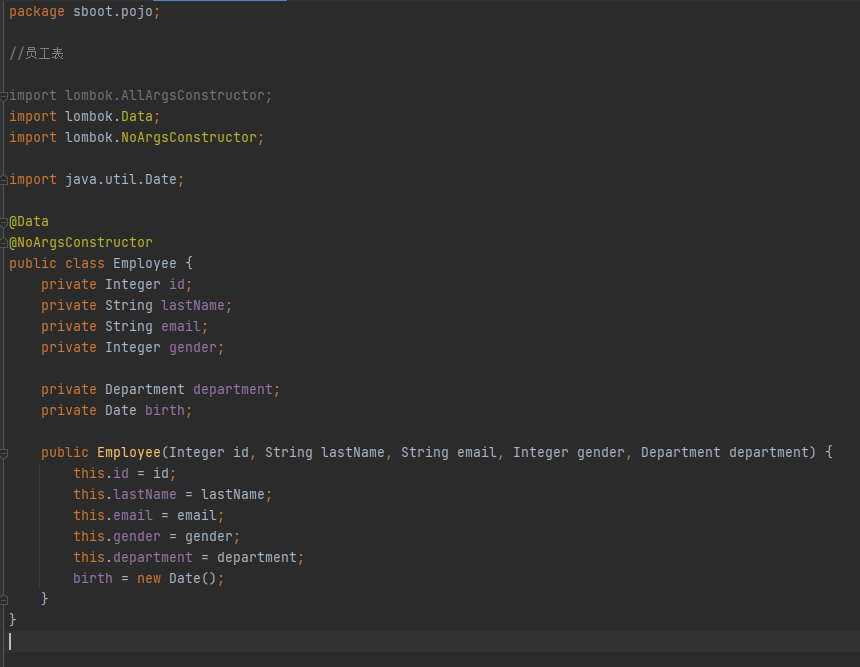 package sboot.pojo;
//员工表
import lombok.AllArgsConstructor;
import lombok.Data;
import lombok.NoArgsConstructor;
import java.util.Date;
@Data
@NoArgsConstructor
public class Employee {
private Integer id;
private String lastName;
private String email;
private Integer gender;
private Department department;
private Date birth;
public Employee(Integer id, String lastName, String email, Integer gender, Department department) {
this.id = id;
this.lastName = lastName;
this.email = email;
this.gender = gender;
this.department = department;
birth = new Date();
}
}